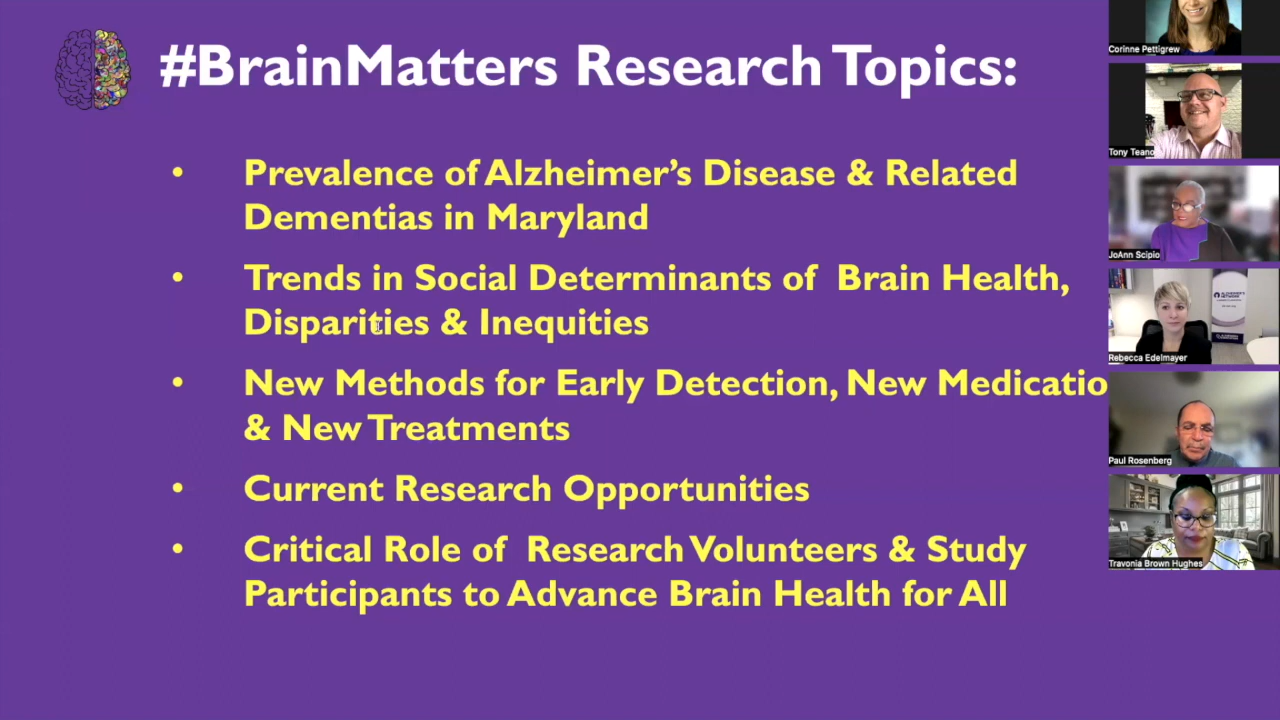 #BrainMatters Research Topics:
• Prevalence of Alzheimer's Disease & Related
Dementias in Maryland
• Trends in Social Determinants of Brain Health,
Disparities & Inequities
• New Methods for Early Detection, New Medicatio
& New Treatments
• Current Research Opportunities
• Critical Role of Research Volunteers & Study
Participants to Advance Brain Health for All
Corinne Pettigrew
Tony Teano
JoAnn Scipio
Rebecca Edelmayer
Paul Rosenberg
Travonia Brown Hughes